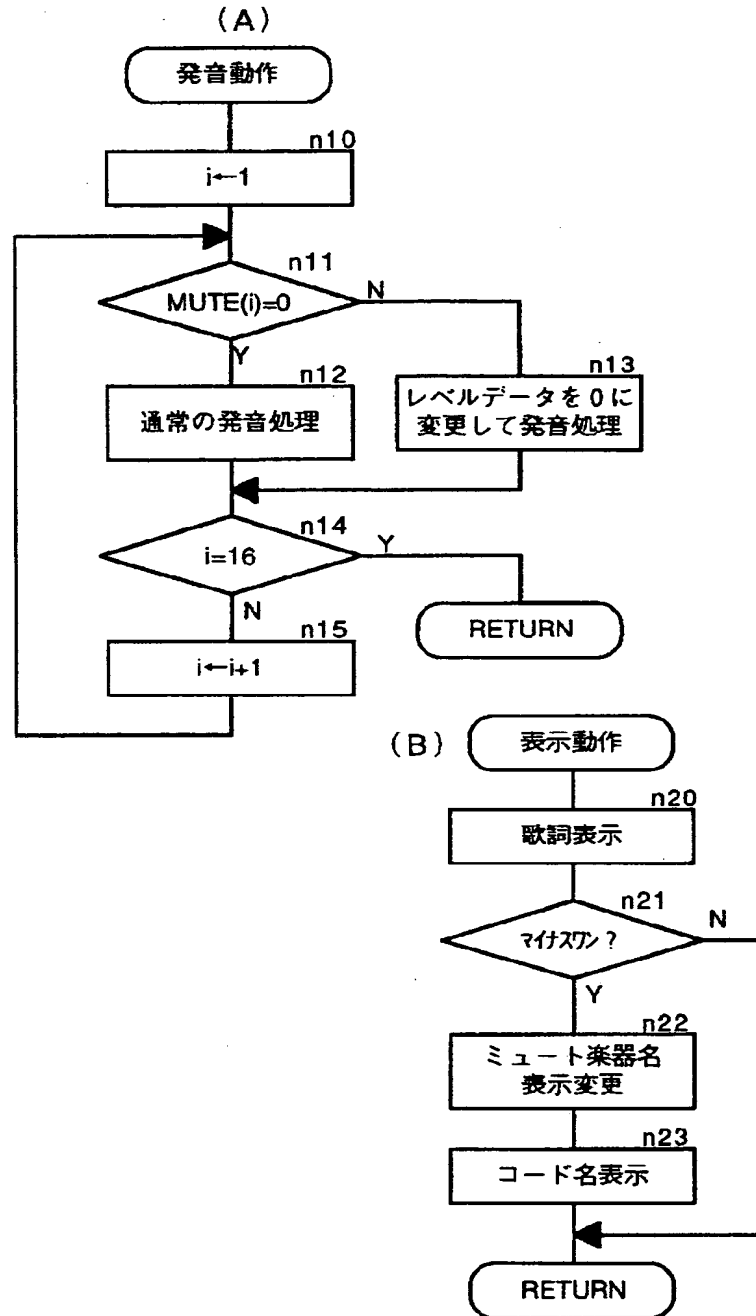 (A)
発音動作
n10
i←1
n11
MUTE(i)=0
N
Y
n12
通常の発音処理
n13
レベルデータを0に
変更して発音処理
n14
i=16
Y
N
RETURN
n15
i←i+1
(B)
表示動作
n20
歌詞表示
n21
マイナスワン?
N
Y
n22
ミュート楽器名
表示変更
n23
コード名表示
RETURN